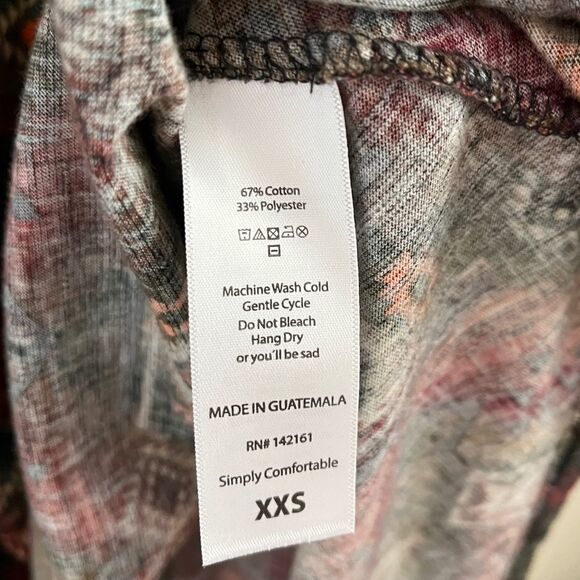 67% Cotton
33% Polyester
Machine Wash Cold
Gentle Cycle
Do Not Bleach
Hang Dry
or you'll be sad
MADE IN GUATEMALA
RN# 142161
Simply Comfortable
XXS